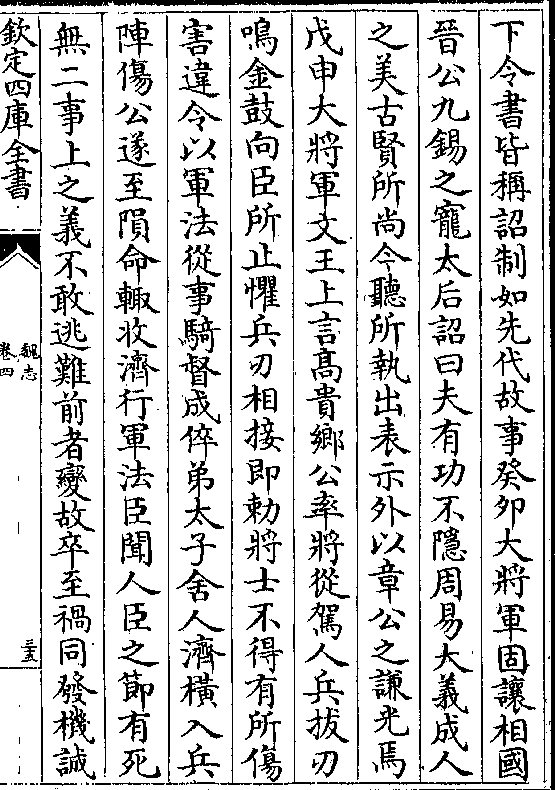 下令書皆稱詔制如先代故事癸卯大將軍固讓相國
晉公九錫之寵太后詔曰夫有功不隱周易大義成人
之美古賢所尚今聽所執出表示外以章公之謙光焉
戊申大將軍文王上言髙貴鄉公率將從駕人兵拔刃
鳴金鼓向臣所止懼兵刃相接即勅將士不得有所傷
害違令以軍法從事騎督成倅弟太子舍人濟橫入兵
陣傷公遂至隕命輙收濟行軍法臣聞人臣之節有死
無二事上之義不敢逃難前者變故卒至禍同發機誠
欽定四庫全書
魏志
卷四
三十五